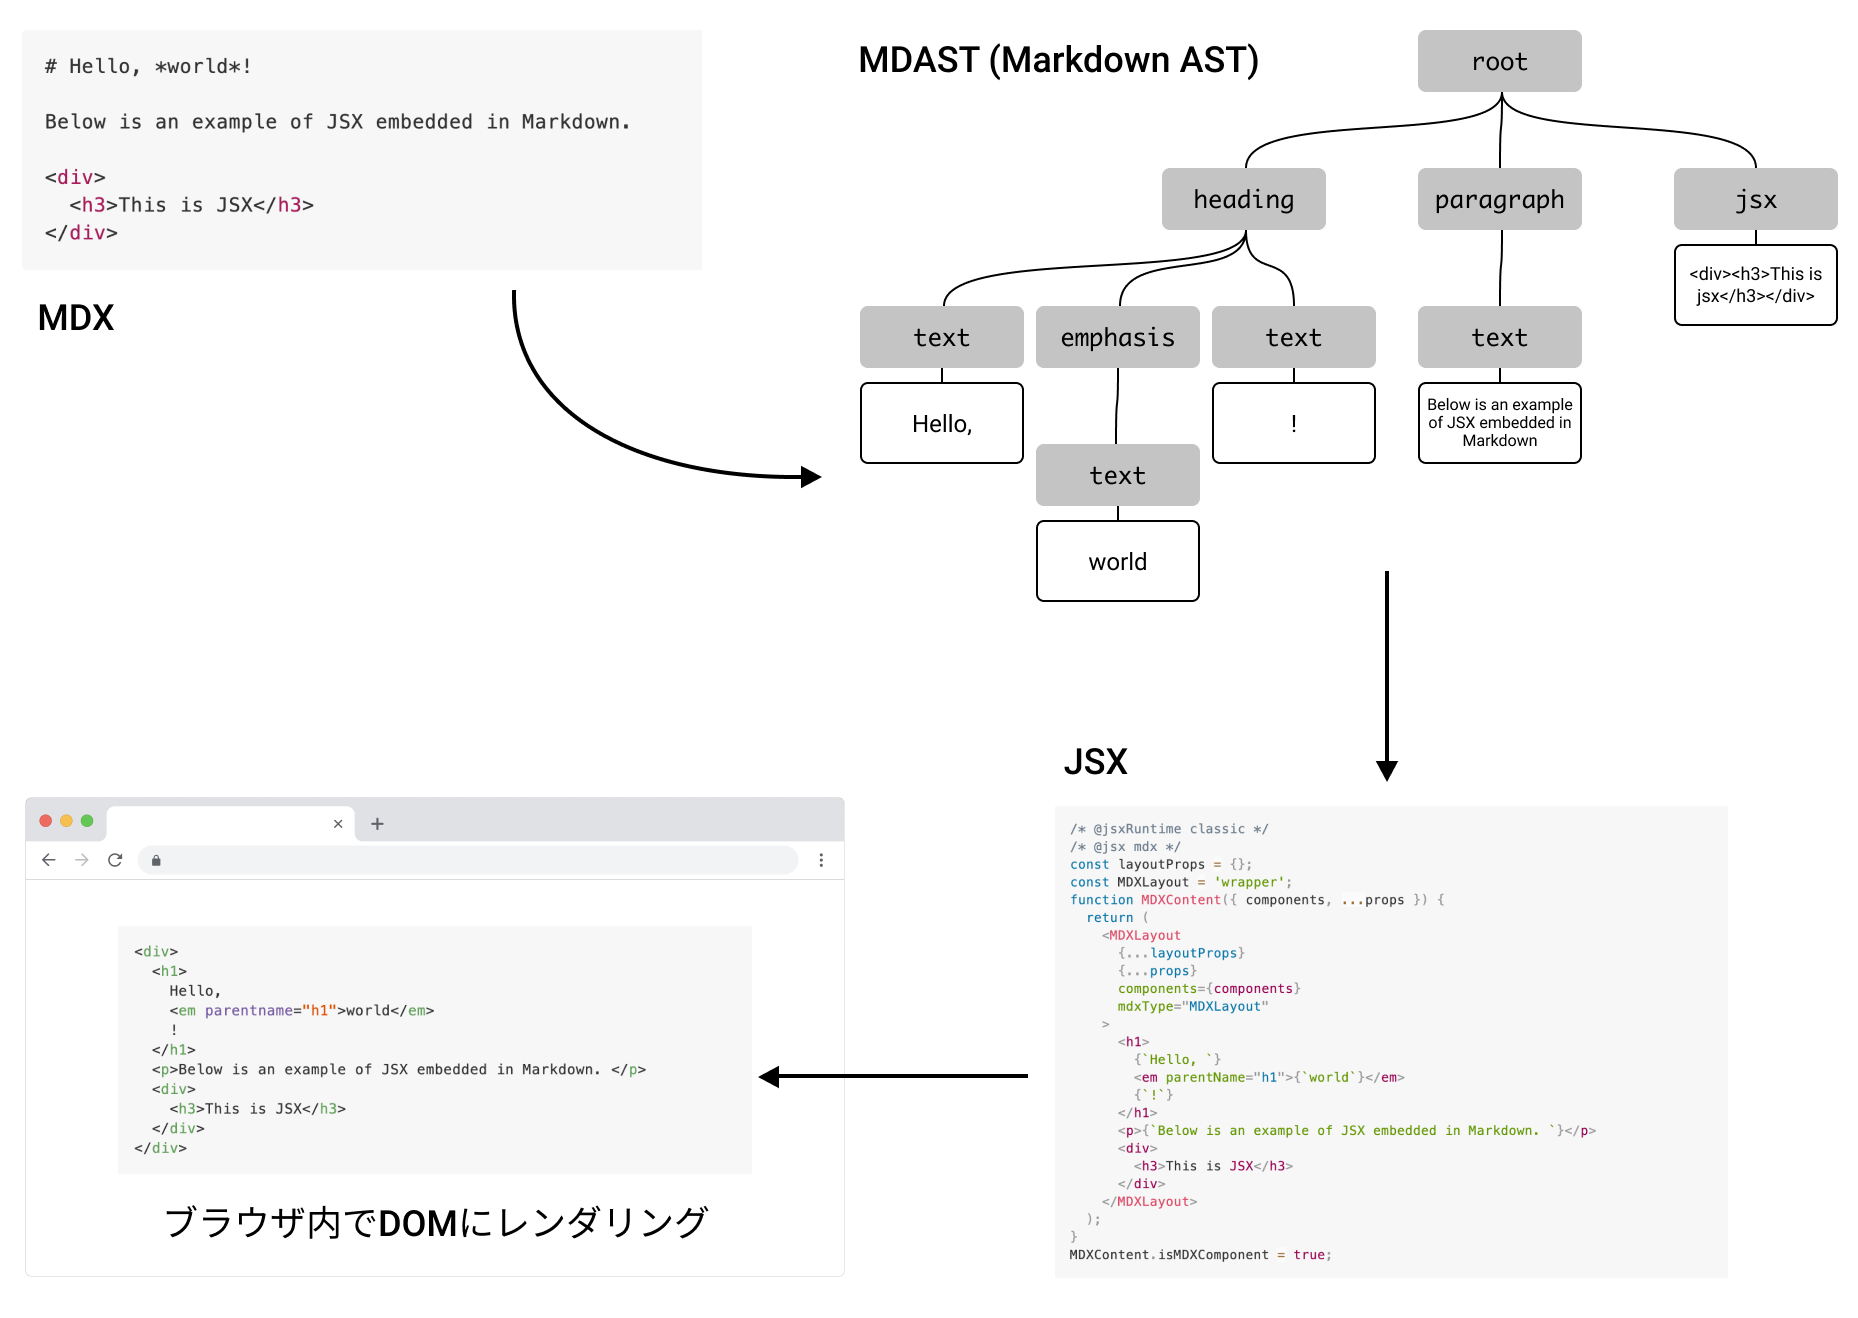 # Hello, *world*!
Below is an example of JSX embedded in Markdown.
<div>
  <h3>This is JSX</h3>
</div>
MDX
MDAST (Markdown AST)
root
heading
paragraph
jsx
<div><h3>This is
jsx</h3></div>
text
emphasis
text
text
Hello,
!
Below is an example
of JSX embedded in
Markdown
text
world
JSX
/* @jsxRuntime classic */
/* @jsx mdx */
const layoutProps = {};
const MDXLayout = 'wrapper';
function MDXContent({ components, ...props }) {
  return (
    <MDXLayout
      {...layoutProps}
      {...props}
      components={components}
      mdxType="MDXLayout"
    >
      <h1>
        {`Hello, `}
        <em parentName="h1">{`world`}</em>
        {`!`}
      </h1>
      <p>{`Below is an example of JSX embedded in Markdown. `}</p>
      <div>
        <h3>This is JSX</h3>
      </div>
    </MDXLayout>
  );
}
MDXContent.isMDXComponent = true;
<div>
  <h1>
    Hello,
    <em parentname="h1">world</em>
    !
  </h1>
  <p>Below is an example of JSX embedded in Markdown. </p>
  <div>
    <h3>This is JSX</h3>
  </div>
</div>
ブラウザ内でDOMにレンダリング